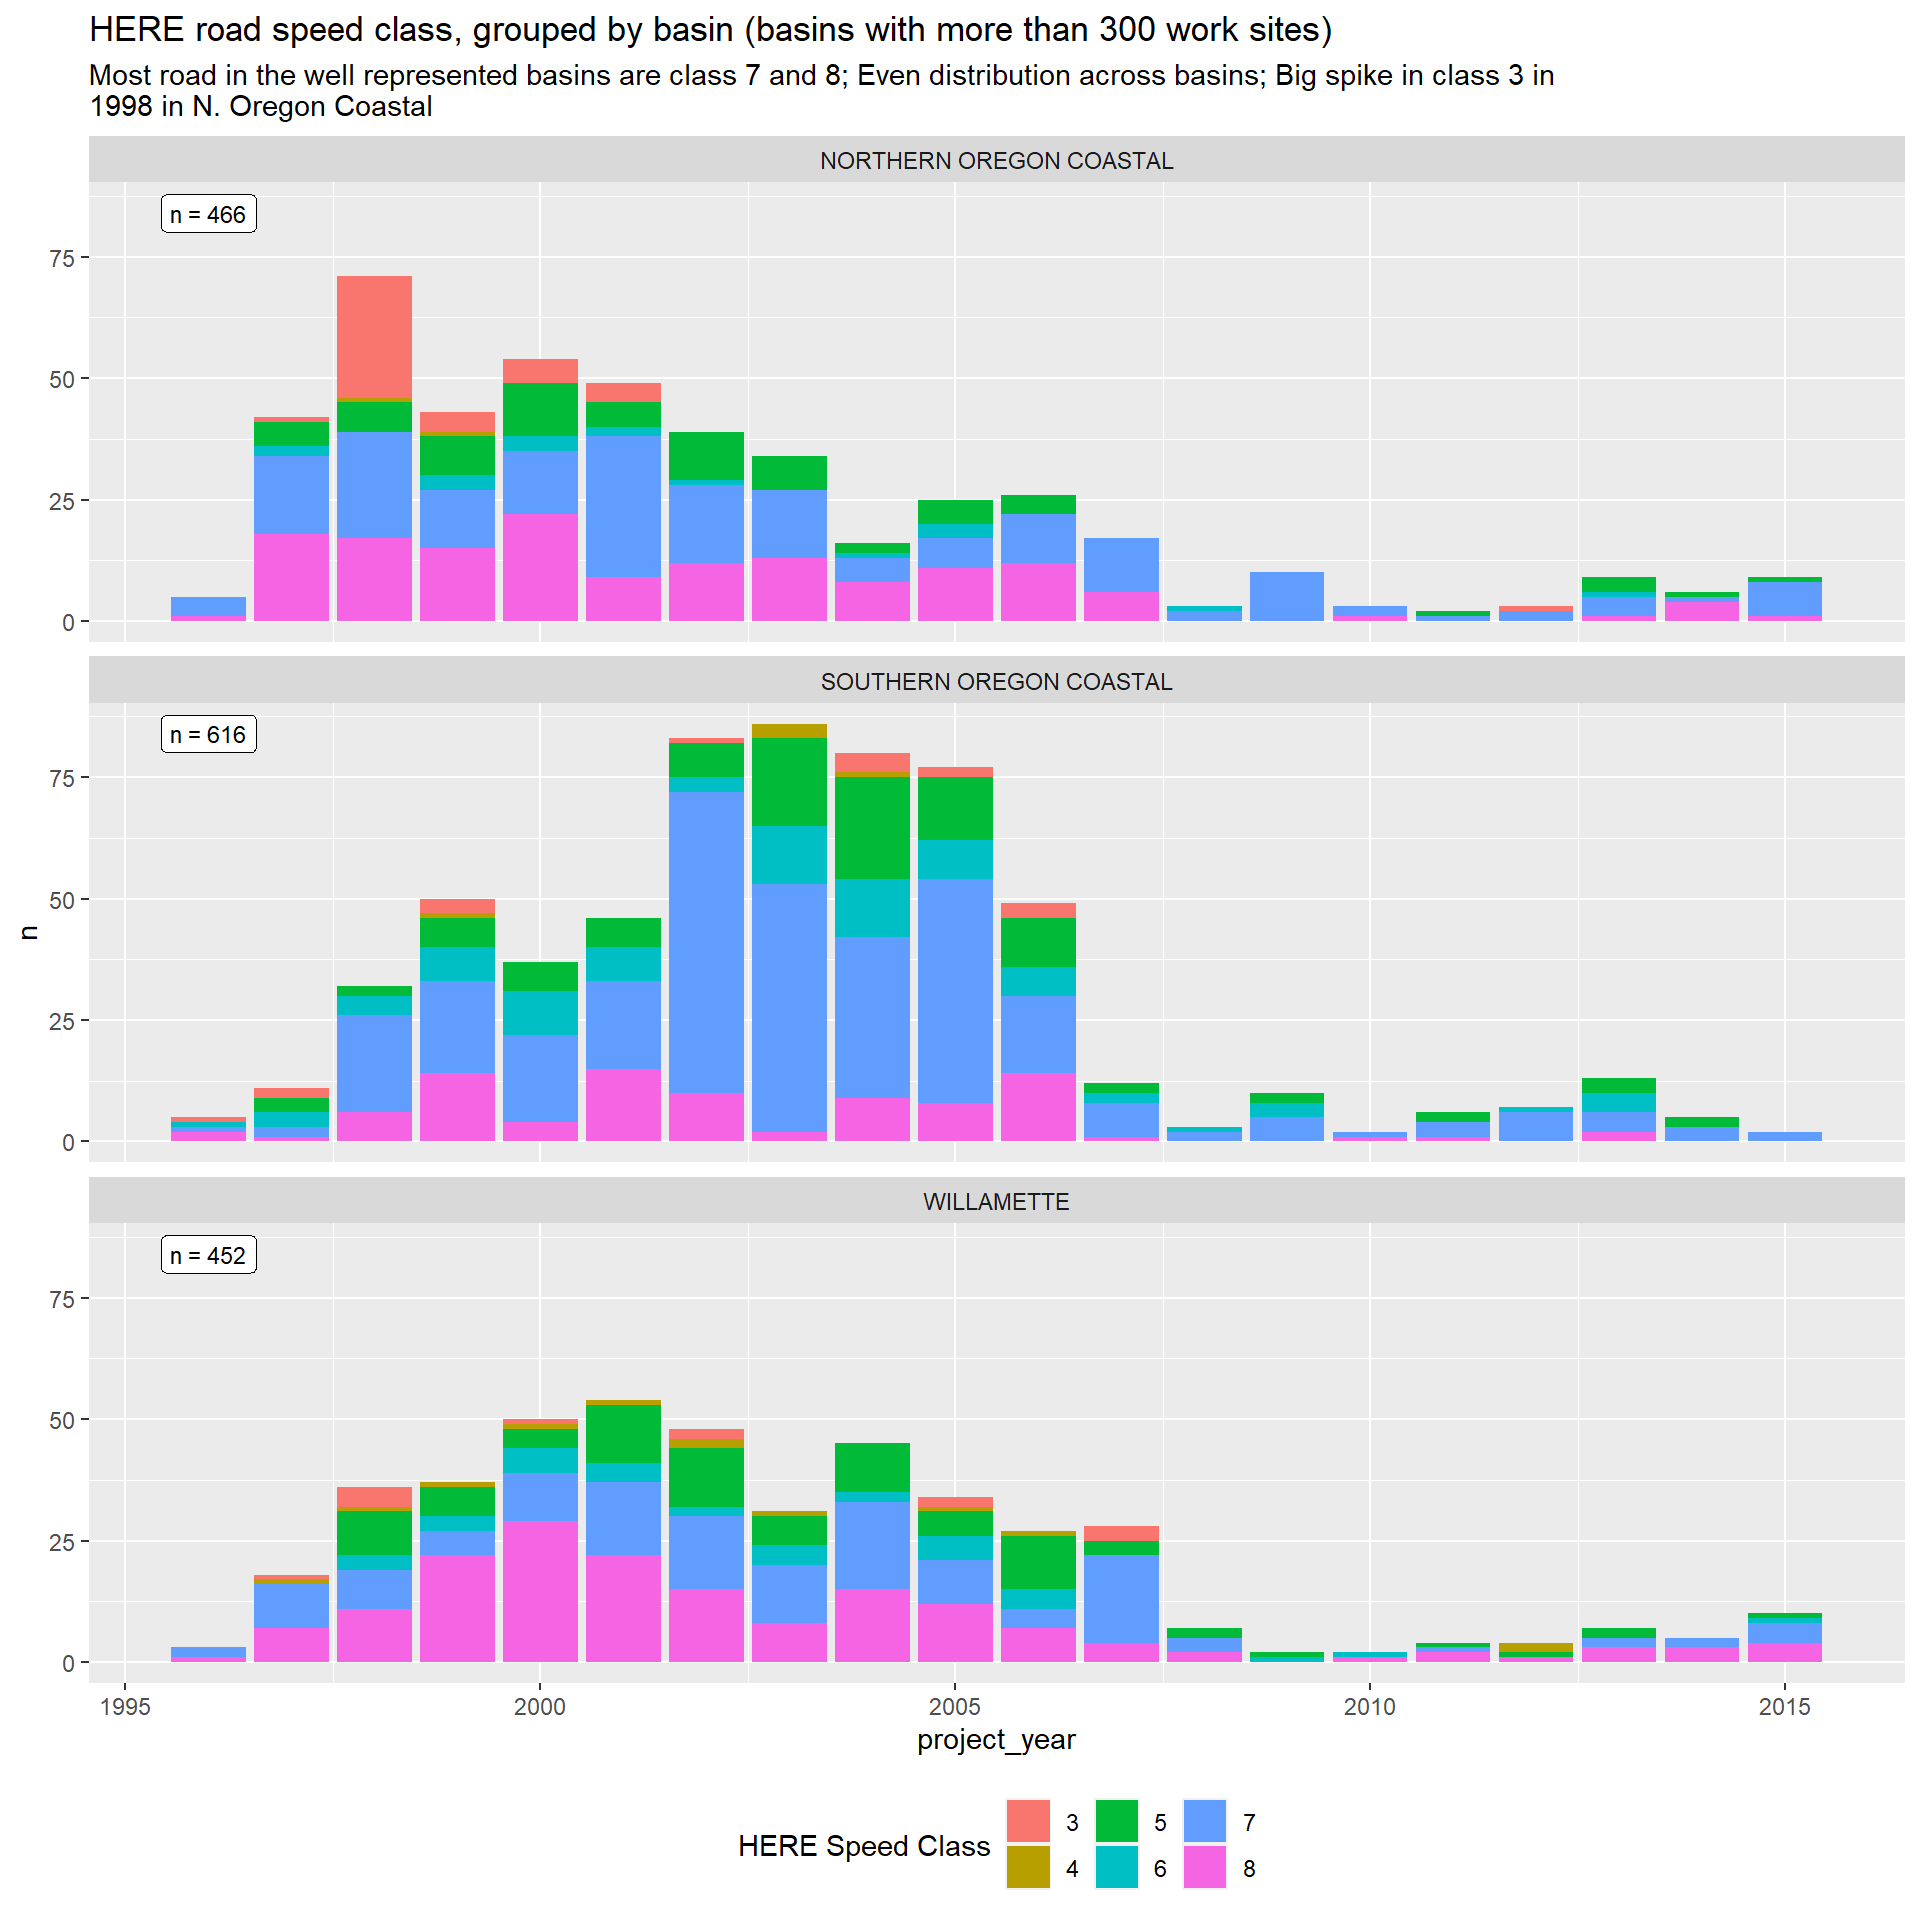 HERE road speed class, grouped by basin (basins with more than 300 work sites)
Most road in the well represented basins are class 7 and 8; Even distribution across basins; Big spike in class 3 in
1998 in N. Oregon Coastal
NORTHERN OREGON COASTAL
n = 466
75
50
25
0
SOUTHERN OREGON COASTAL
n = 616
75
50
25
0
n
WILLAMETTE
n = 452
75
50
25
0
1995 2000 2005 2010 2015
project_year
HERE Speed Class
3 5 7
4 6 8